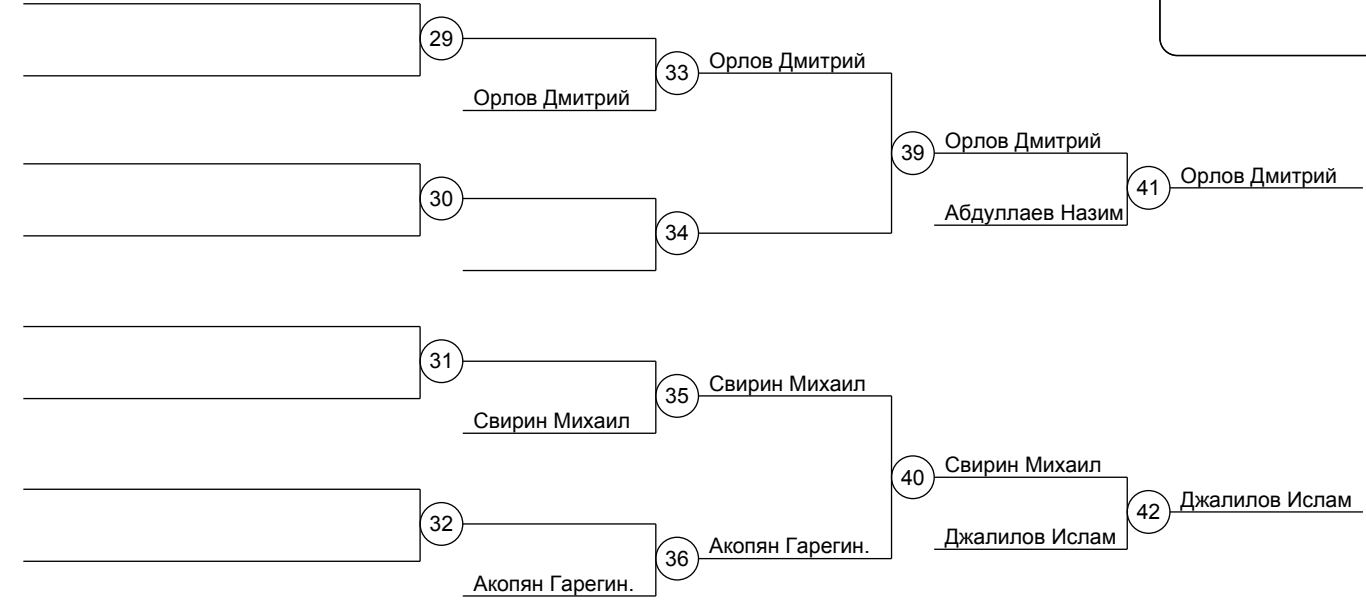 29
33
Орлов Дмитрий
Орлов Дмитрий
39
Орлов Дмитрий
41
Орлов Дмитрий
30
34
Абдуллаев Назим
31
35
Свирин Михаил
Свирин Михаил
40
Свирин Михаил
42
Джалилов Ислам
32
36
Акопян Гарегин.
Джалилов Ислам
Акопян Гарегин.